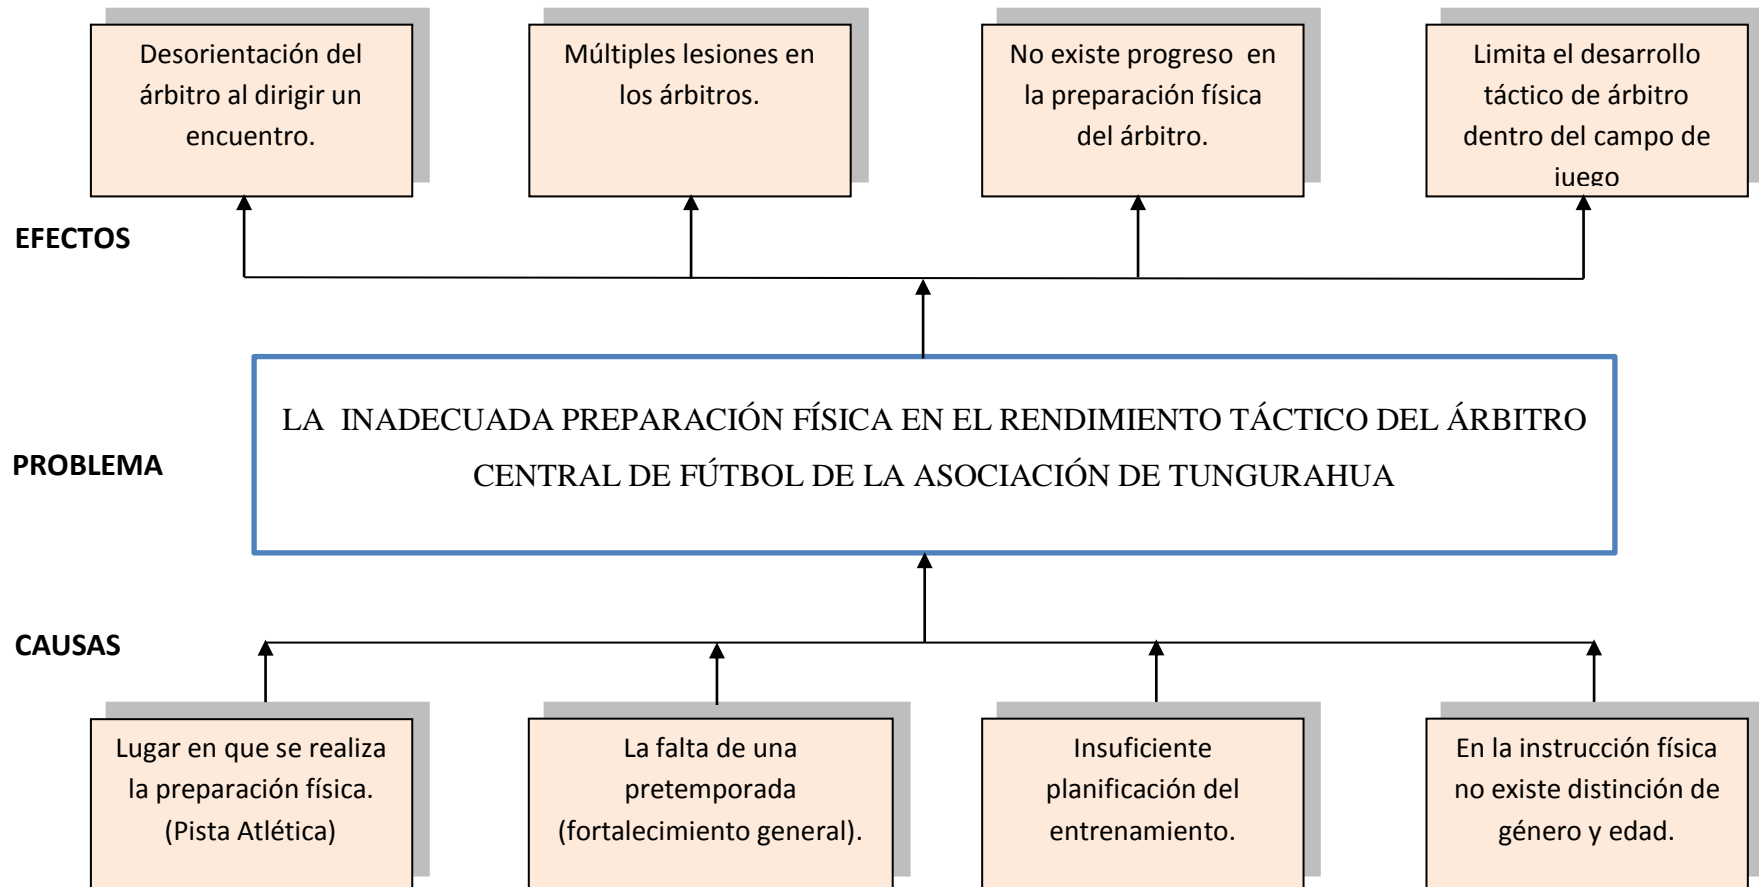 Desorientación del
árbitro al dirigir un
encuentro.
Múltiples lesiones en
los árbitros.
No existe progreso  en
la preparación física
del árbitro.
Limita el desarrollo
táctico de árbitro
dentro del campo de
juego
EFECTOS
LA  INADECUADA PREPARACIÓN FÍSICA EN EL RENDIMIENTO TÁCTICO DEL ÁRBITRO
CENTRAL DE FÚTBOL DE LA ASOCIACIÓN DE TUNGURAHUA
PROBLEMA
CAUSAS
Lugar en que se realiza
la preparación física.
(Pista Atlética)
La falta de una
pretemporada
(fortalecimiento general).
Insuficiente
planificación del
entrenamiento.
En la instrucción física
no existe distinción de
género y edad.